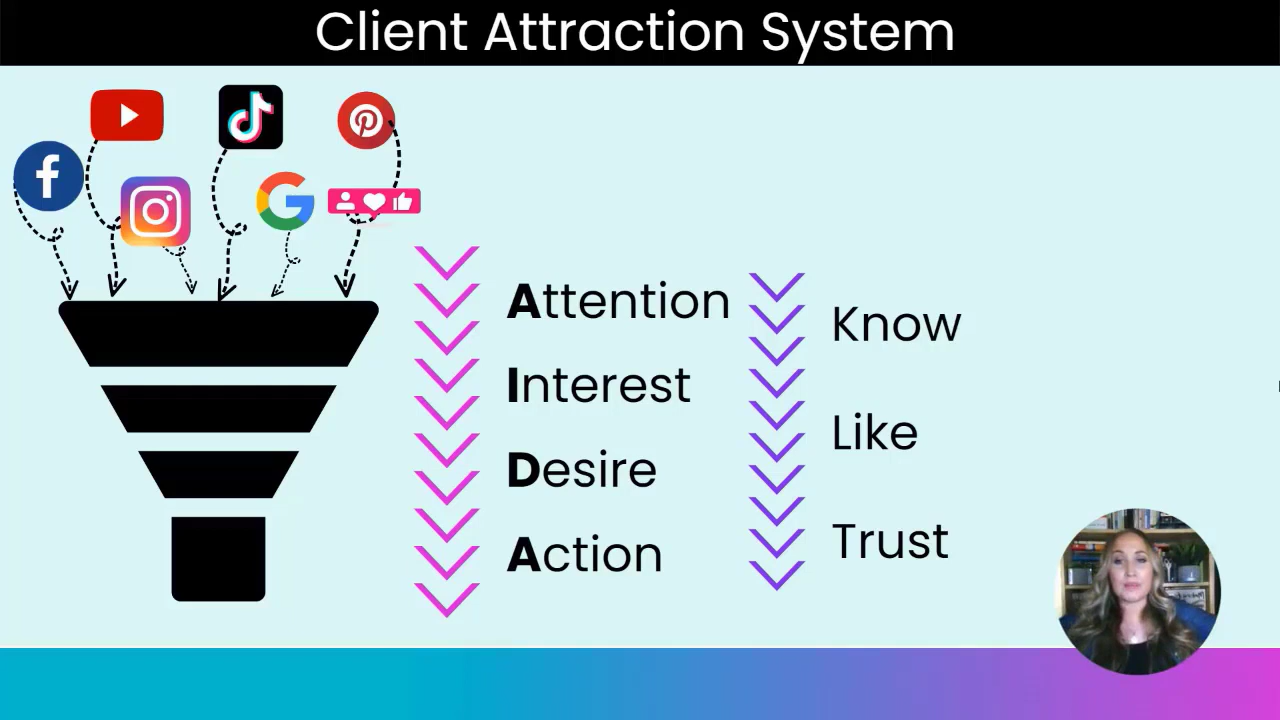 Client Attraction System
Attention
Interest
Desire
Action
Know
Like
Trust